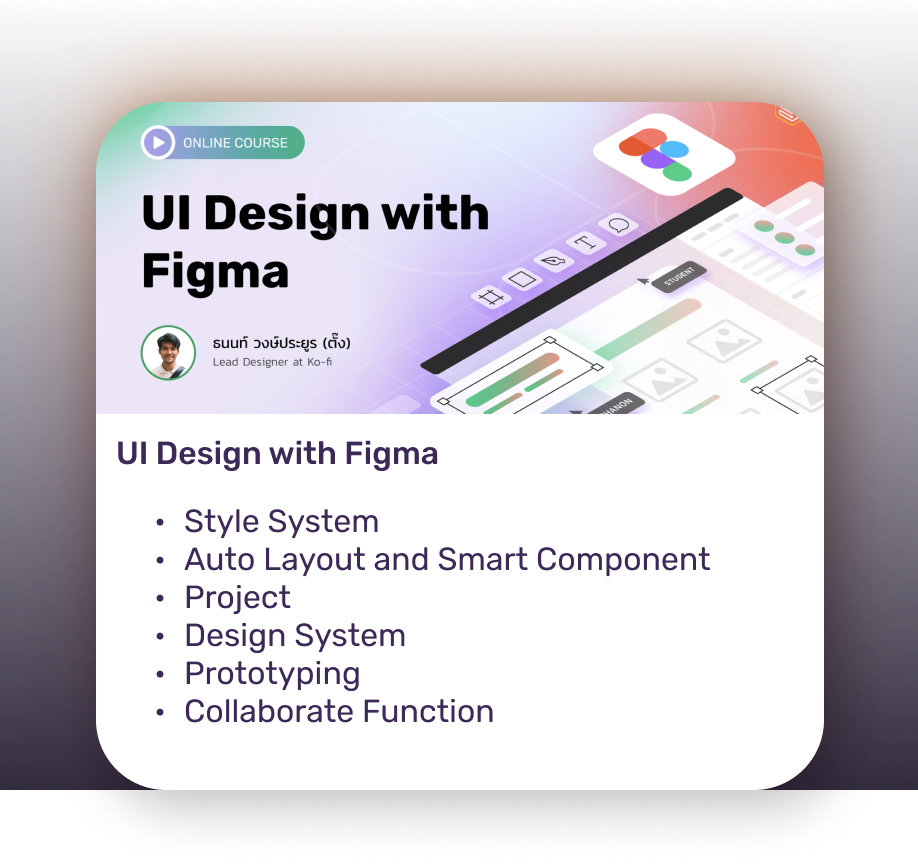 ONLINE COURSE
UI Design with
Figma
ธนนท์ วงษ์ประยูร (ตั๊ง)
Lead Designer at Ko-fi
T
STUDENT
HANON
UI Design with Figma
• Style System
• Auto Layout and Smart Component
• Project
• Design System
• Prototyping
• Collaborate Function